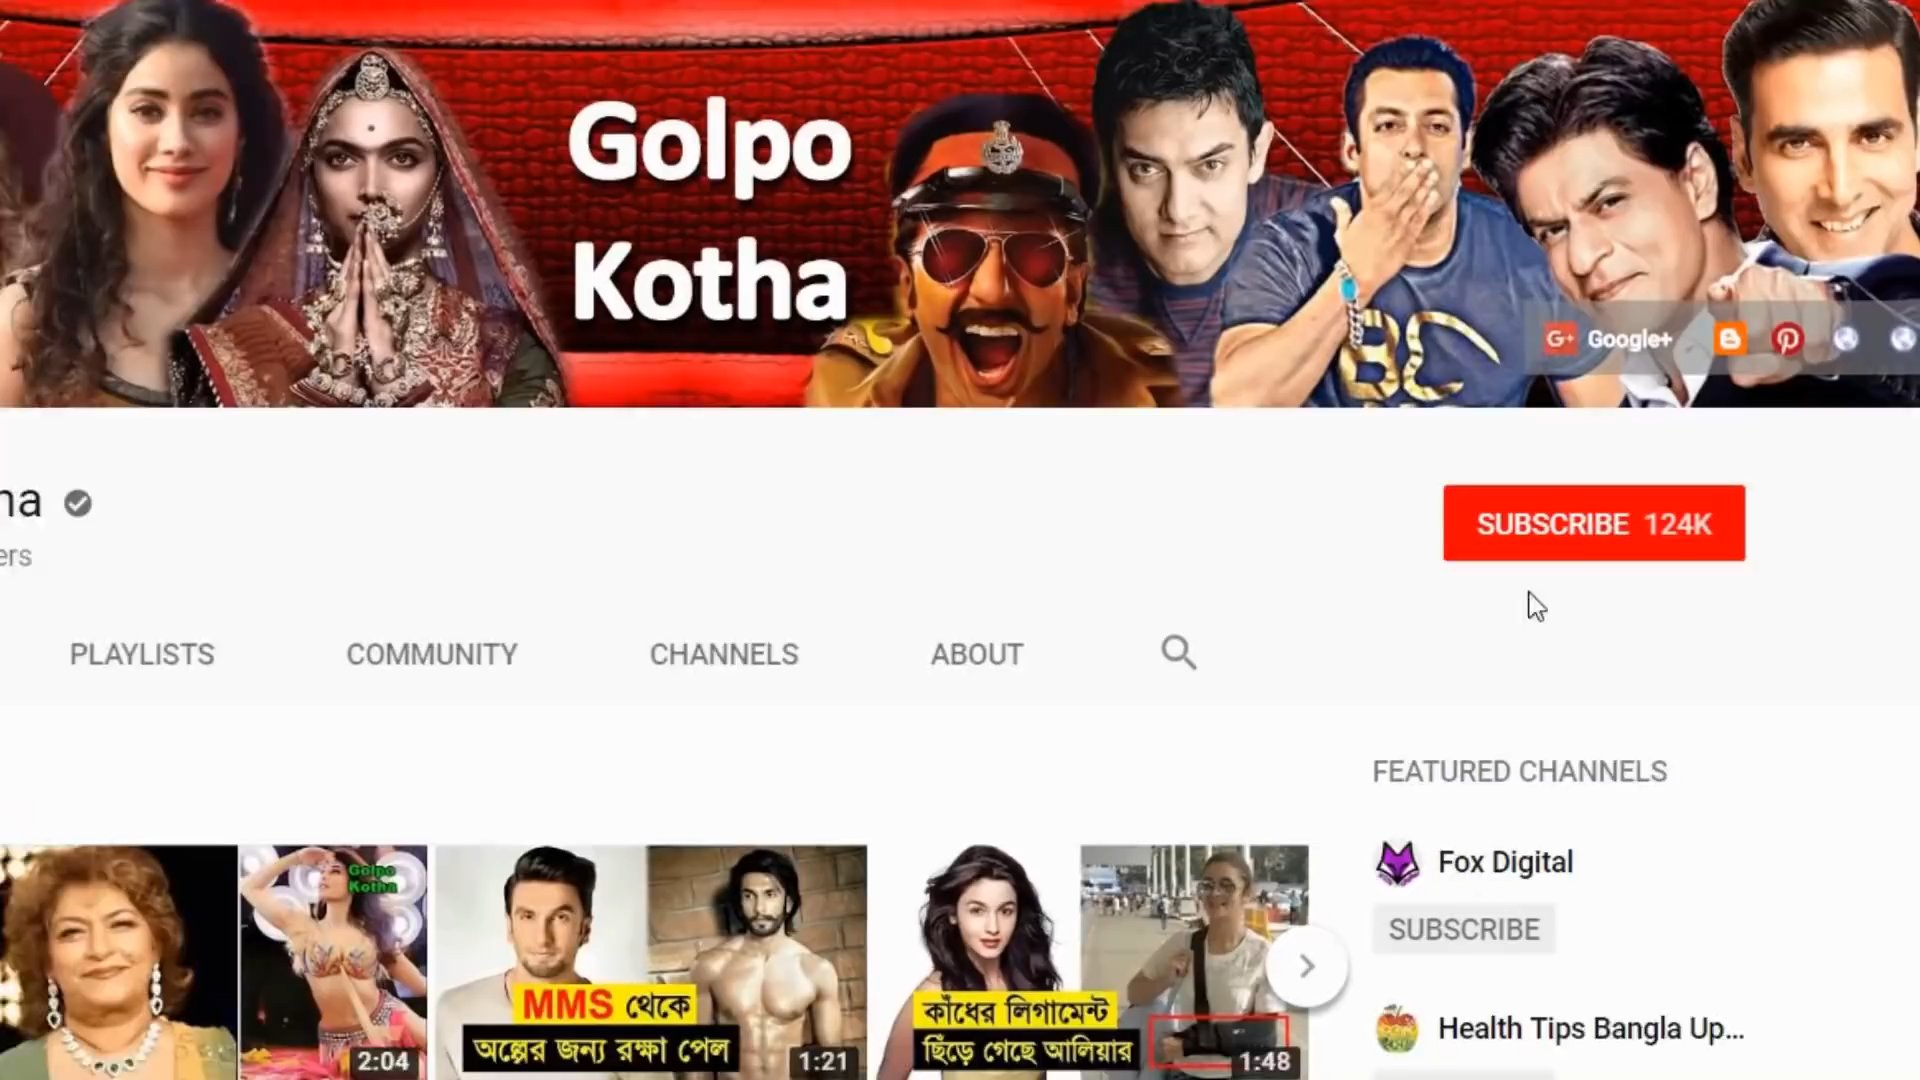 Golpo
Kotha
G+ Google+
na
ers
SUBSCRIBE 124K
PLAYLISTS
COMMUNITY
CHANNELS
ABOUT
FEATURED CHANNELS
Fox Digital
SUBSCRIBE
Health Tips Bangla Up...
Golpo
Kotha
2:04
MMS থেকে
অল্পের জন্য রক্ষা পেল
1:21
কাঁধের লিগামেন্ট
ছিঁড়ে গেছে আলিয়ার
1:48